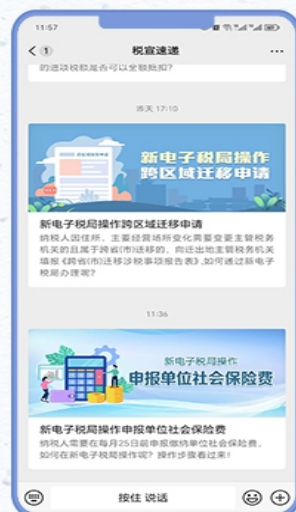 11:57
1
税宣速递
的进项税额是否可以全额抵扣?
昨天 17:10
新电子税局操作
跨区域迁移申请
新电子税局操作跨区域迁移申请
纳税人因住所、主要经营场所变化需要变更主管税务
机关的且属于跨省(市)迁移的，向迁出地主管税务机关
填报《跨省(市)迁移涉税事项报告表》,如何通过新电子
税局办理呢?
11:36
新电子税局操作
申报单位社会保险费
新电子税局操作申报单位社会保险费
纳税人需要在每月25日前申报缴纳单位社会保险费，
如何在新电子税局操作呢? 操作步骤看过来!
按住 说话